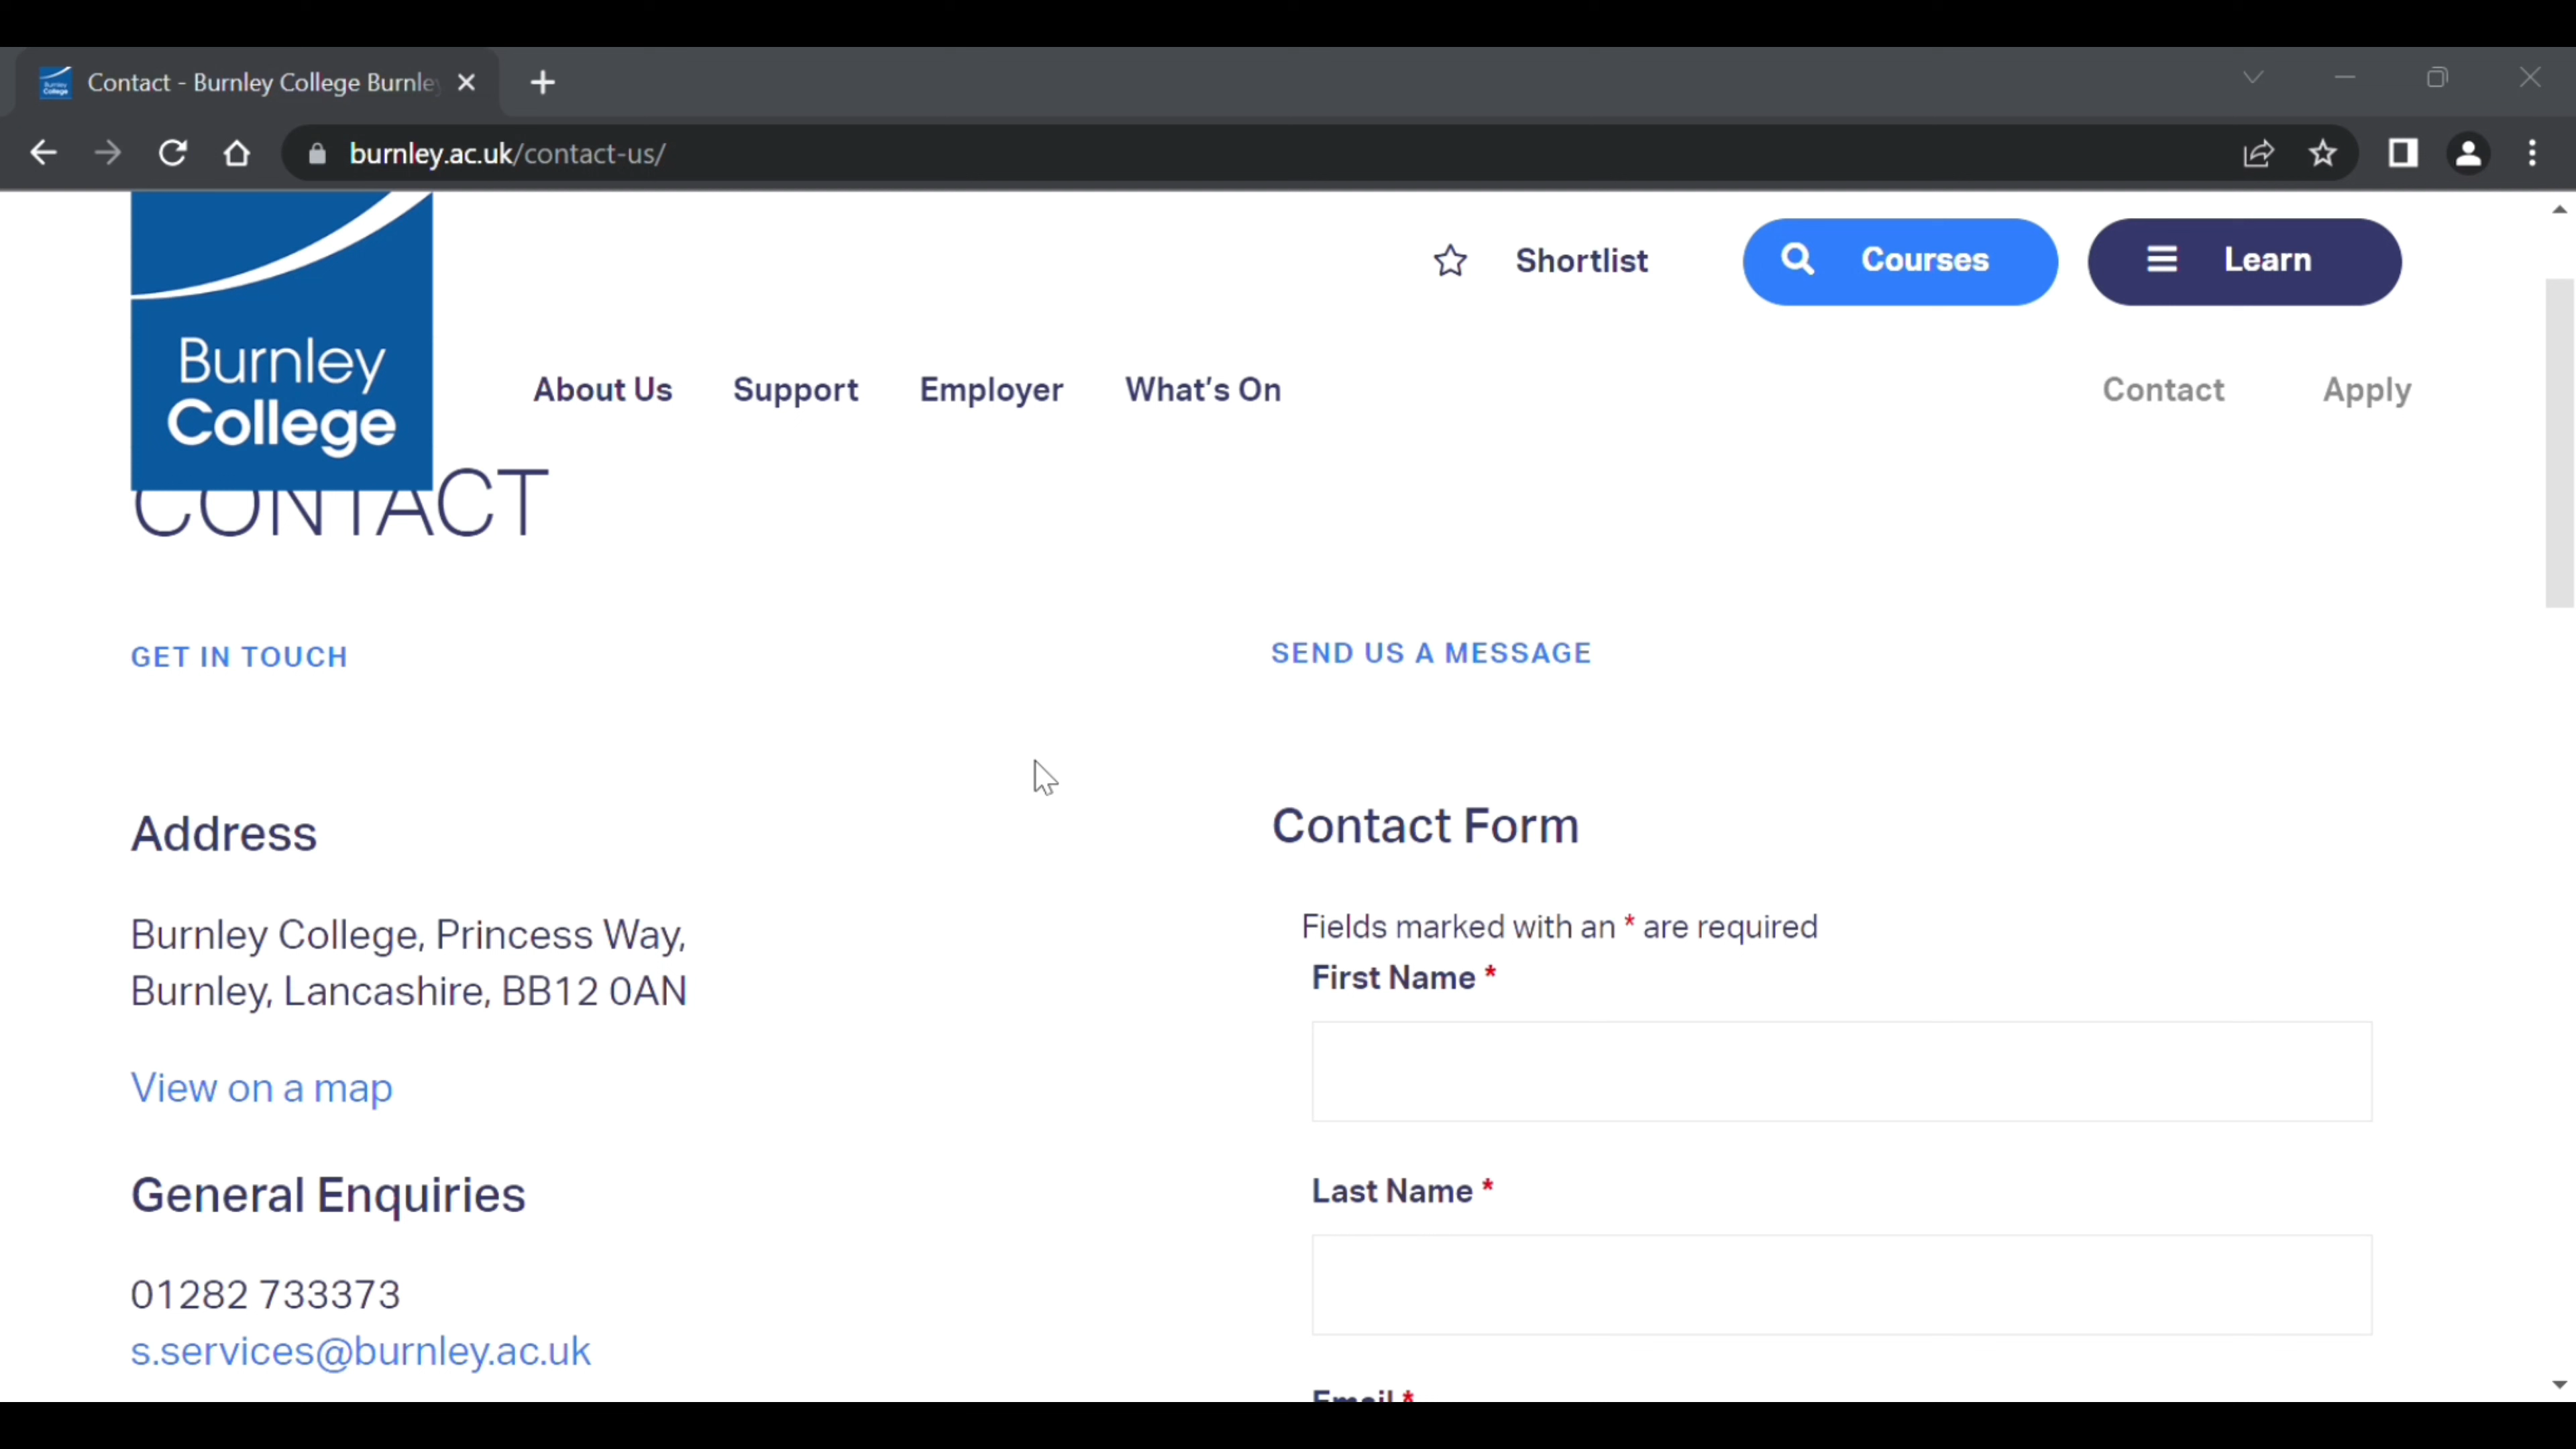 Contact - Burnley College Burnley
burnley.ac.uk/contact-us/
Burnley
College
Shortlist
Courses
Learn
About Us
Support
Employer
What's On
Contact
Apply
CONTACT
GET IN TOUCH
Address
Burnley College, Princess Way,
Burnley, Lancashire, BB12 0AN
View on a map
General Enquiries
01282 733373
s.services@burnley.ac.uk
SEND US A MESSAGE
Contact Form
Fields marked with an * are required
First Name *
Last Name *
Email *